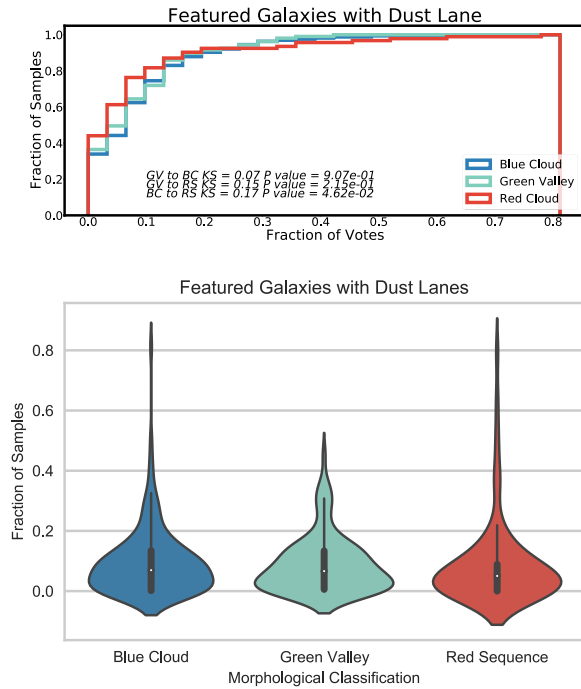 Featured Galaxies with Dust Lane
1.0
0.8
0.6
0.4
0.2
0.0
Fraction of Samples
GV to BC KS = 0.07 P value = 9.07e-01
GV to RS KS = 0.15 P value = 2.15e-01
BC to RS KS = 0.17 P value = 4.62e-02
Blue Cloud
Green Valley
Red Cloud
0.0 0.1 0.2 0.3 0.4 0.5 0.6 0.7 0.8
Fraction of Votes
Featured Galaxies with Dust Lanes
0.8
0.6
0.4
0.2
0.0
Fraction of Samples
Blue Cloud Green Valley Red Sequence
Morphological Classification